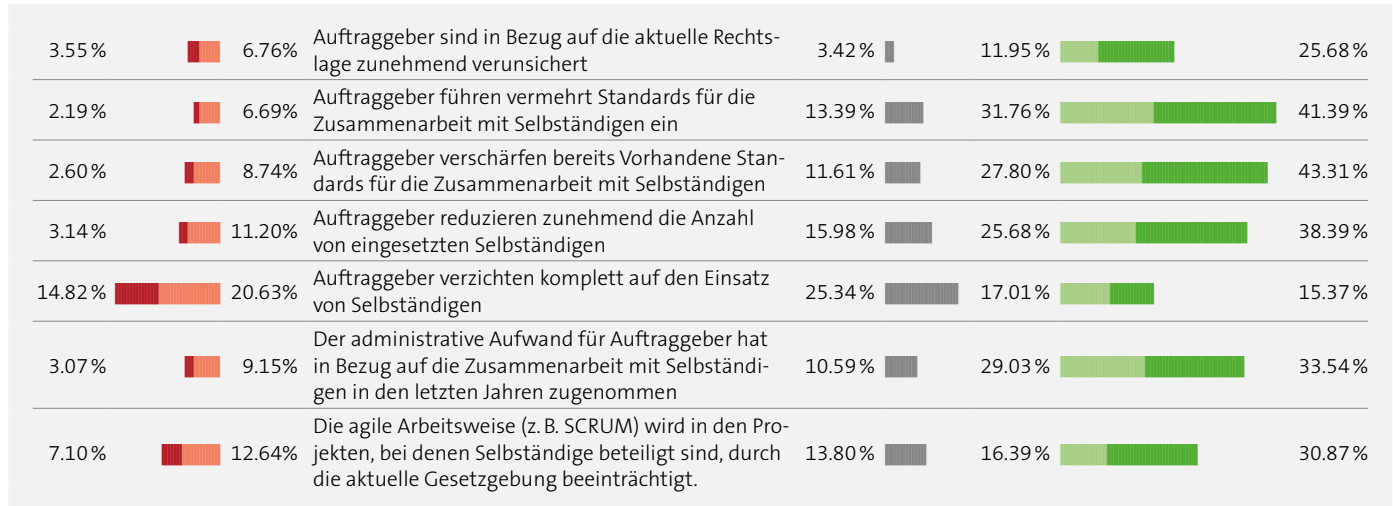 3.55 % 6.76% Auftraggeber sind in Bezug auf die aktuelle Rechts-
lage zunehmend verunsichert 3.42 % 11.95 % 25.68 %
2.19 % 6.69% Auftraggeber führen vermehrt Standards für die
Zusammenarbeit mit Selbständigen ein 13.39 % 31.76 % 41.39 %
2.60 % 8.74% Auftraggeber verschärfen bereits Vorhandene Stan-
dards für die Zusammenarbeit mit Selbständigen 11.61 % 27.80 % 43.31 %
3.14 % 11.20% Auftraggeber reduzieren zunehmend die Anzahl
von eingesetzten Selbständigen 15.98 % 25.68 % 38.39 %
14.82 % 20.63% Auftraggeber verzichten komplett auf den Einsatz
von Selbständigen 25.34 % 17.01 % 15.37 %
Der administrative Aufwand für Auftraggeber hat
3.07 % 9.15% in Bezug auf die Zusammenarbeit mit Selbständi- 10.59 % 29.03 % 33.54 %
gen in den letzten Jahren zugenommen
Die agile Arbeitsweise (z. B. SCRUM) wird in den Pro-
7.10 % 12.64% jekten, bei denen Selbständige beteiligt sind, durch 13.80 % 16.39 % 30.87 %
die aktuelle Gesetzgebung beeinträchtigt.